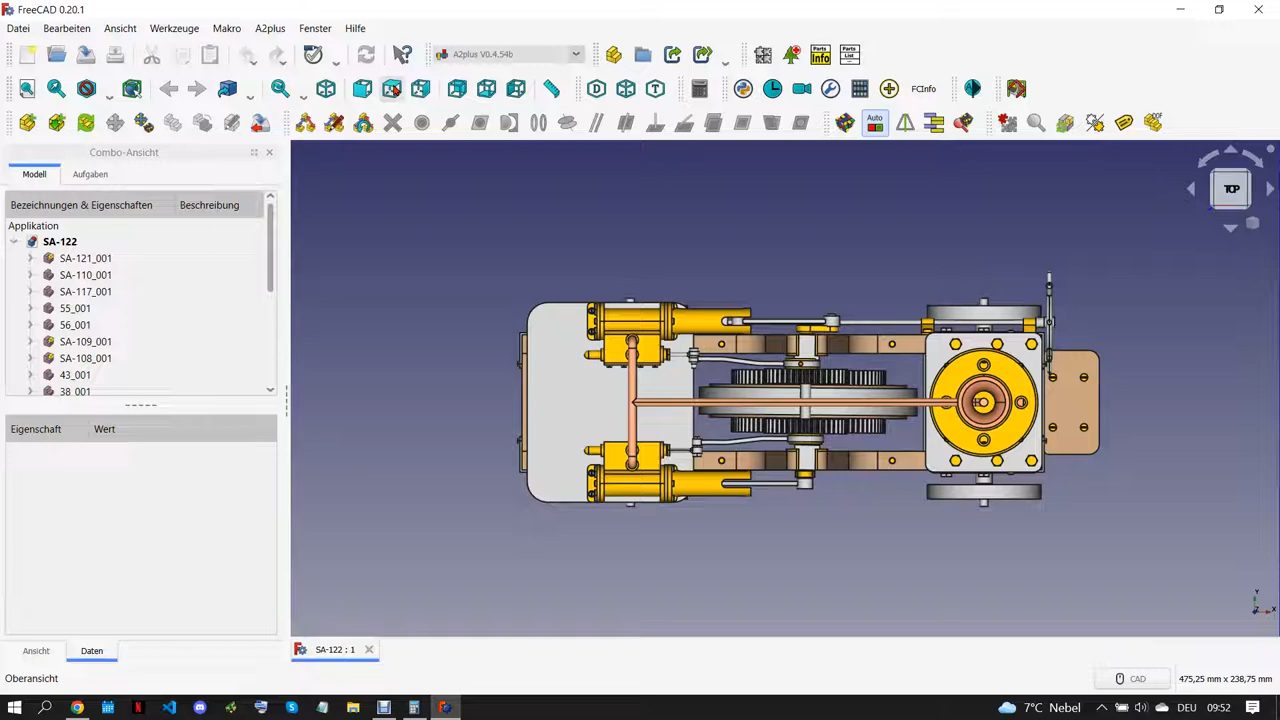 FreeCAD 0.20.1
Datei Bearbeiten Ansicht Werkzeuge Makro A2plus Fenster Hilfe
A2plus V0.4.54b
Parts Info
Parts List
D T FCInfo
Auto
Combo-Ansicht
Modell Aufgaben
Bezeichnungen & Eigenschaften Beschreibung
Applikation
SA-122
SA-121_001
SA-110_001
SA-117_001
55_001
56_001
SA-109_001
SA-108_001
43_001
38_001
Eigenschaft Wert
TOP
Y
Z X
Ansicht Daten
SA-122 : 1
Oberansicht
CAD 475,25 mm x 238,75 mm
7°C Nebel DEU 09:52